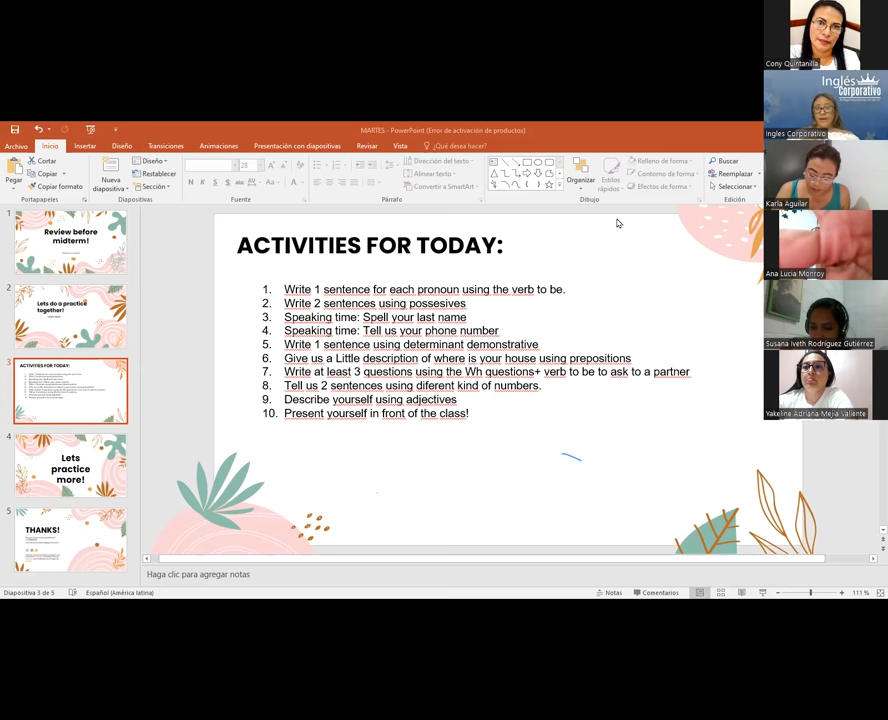 MARTES - PowerPoint (Error de activación de productos)
Archivo Inicio Insertar Diseño Transiciones Animaciones Presentación con diapositivas Revisar Vista ¿Qué desea hacer?
Pegar
Cortar
Copiar
Copiar formato
Portapapeles
Nueva diapositiva
Diseño
Restablecer
Sección
Diapositivas
28
N K S abc AV Aa A
Fuente
Dirección del texto
Alinear texto
Convertir a SmartArt
Párrafo
Organizar
Estilos rápidos
Relleno de forma
Contorno de forma
Efectos de forma
Dibujo
Buscar
Reemplazar
Seleccionar
Edición
1
Review before midterm!
2
Lets do a practice together!
3
ACTIVITIES FOR TODAY:
4
Lets practice more!
5
THANKS!
ACTIVITIES FOR TODAY:
1. Write 1 sentence for each pronoun using the verb to be.
2. Write 2 sentences using possesives
3. Speaking time: Spell your last name
4. Speaking time: Tell us your phone number
5. Write 1 sentence using determinant demonstrative
6. Give us a Little description of where is your house using prepositions
7. Write at least 3 questions using the Wh questions+ verb to be to ask to a partner
8. Tell us 2 sentences using diferent kind of numbers.
9. Describe yourself using adjectives
10. Present yourself in front of the class!
Haga clic para agregar notas
Diapositiva 3 de 5 Español (América latina) Notas Comentarios 111 %
Cony Quintanilla
Inglés Corporativo
Ingles Corporativo
Karla Aguilar
Ana Lucia Monroy
Susana Iveth Rodríguez Gutiérrez
Yakeline Adriana Mejia Valiente